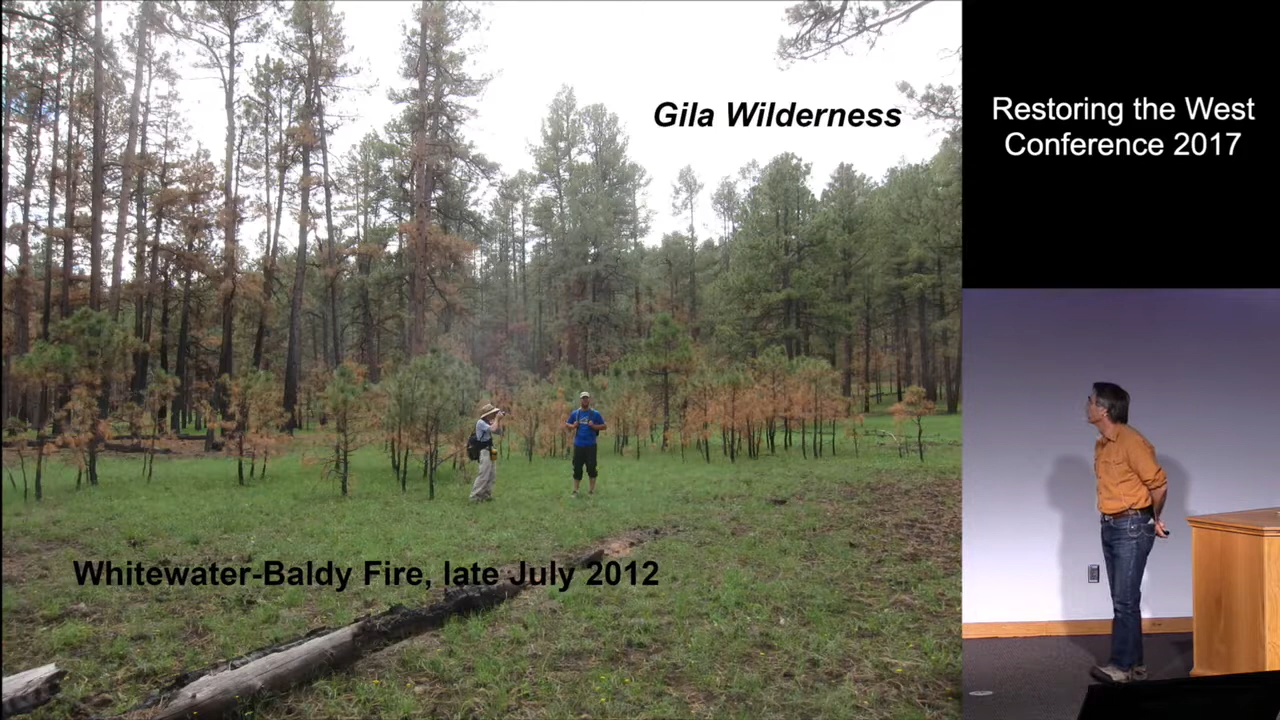 Gila Wilderness
Whitewater-Baldy Fire, late July 2012
Restoring the West
Conference 2017